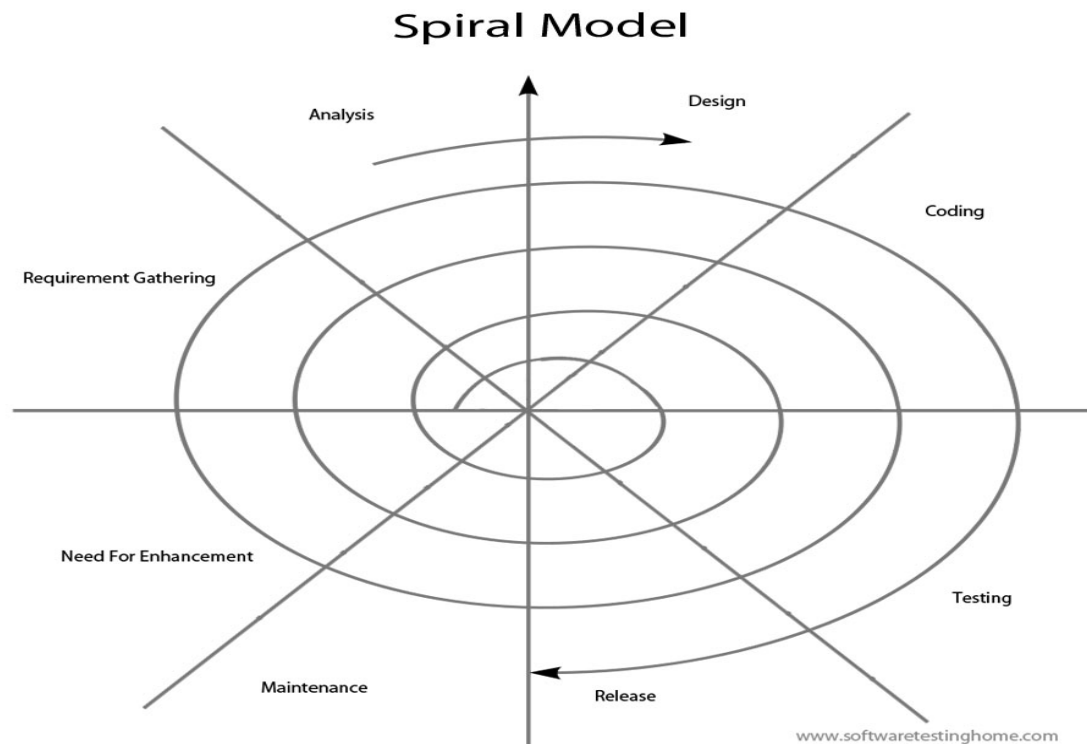 Spiral Model
Analysis
Design
Coding
Requirement Gathering
Need For Enhancement
Testing
Maintenance
Release
www.softwaretestinghome.com